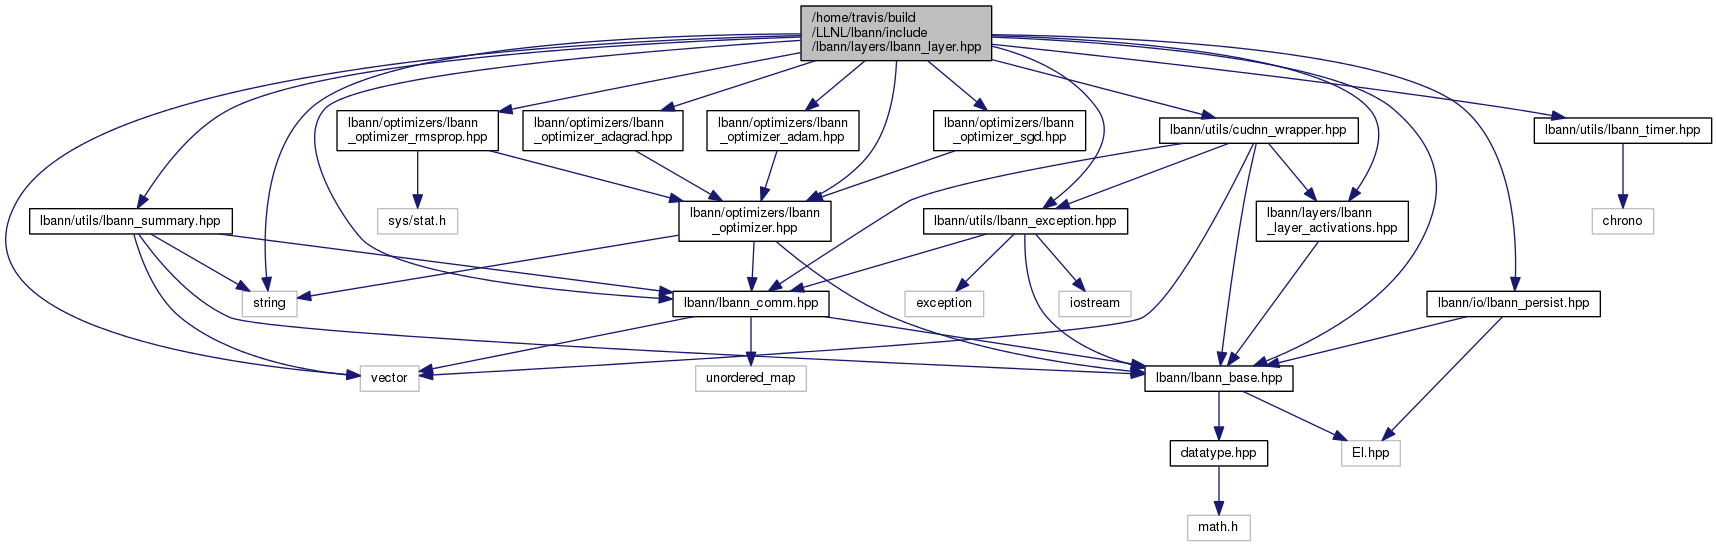 /home/travis/build
/LLNL/lbann/include
/lbann/layers/lbann_layer.hpp
lbann/optimizers/lbann
_optimizer_rmsprop.hpp
lbann/optimizers/lbann
_optimizer_adagrad.hpp
lbann/optimizers/lbann
_optimizer_adam.hpp
lbann/optimizers/lbann
_optimizer_sgd.hpp
lbann/utils/cudnn_wrapper.hpp
lbann/utils/lbann_timer.hpp
lbann/utils/lbann_summary.hpp
sys/stat.h
lbann/optimizers/lbann
_optimizer.hpp
lbann/utils/lbann_exception.hpp
lbann/layers/lbann
_layer_activations.hpp
chrono
string
lbann/lbann_comm.hpp
exception
iostream
lbann/io/lbann_persist.hpp
vector
unordered_map
lbann/lbann_base.hpp
datatype.hpp
El.hpp
math.h